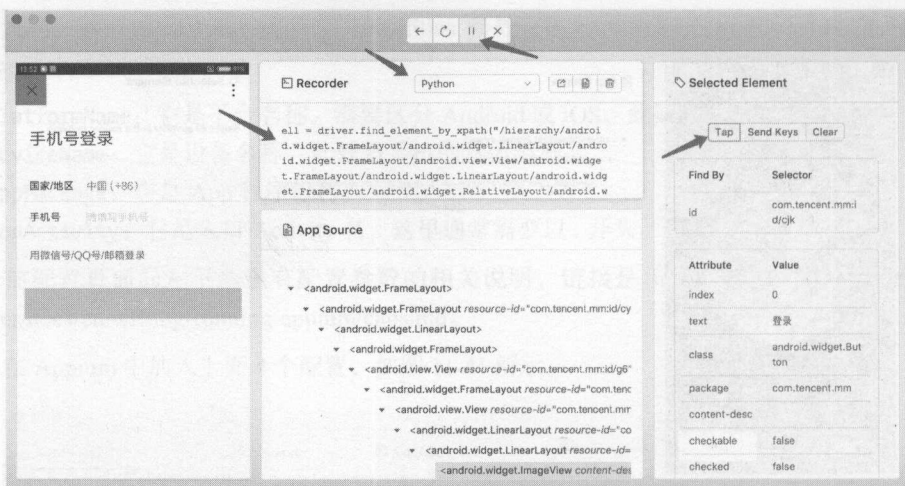 13:52
91%
手机号登录
国家/地区 中国 (+86)
手机号 请填写手机号
用微信号/QQ号/邮箱登录
Recorder
Python
el1 = driver.find_element_by_xpath("/hierarchy/androi
d.widget.FrameLayout/android.widget.LinearLayout/andro
id.widget.FrameLayout/android.view.View/android.widge
t.FrameLayout/android.widget.LinearLayout/android.widg
et.FrameLayout/android.widget.RelativeLayout/android.w
App Source
<android.widget.FrameLayout>
<android.widget.FrameLayout resource-id="com.tencent.mm:id/cy
<android.widget.LinearLayout>
<android.widget.FrameLayout>
<android.view.View resource-id="com.tencent.mm:id/g6"
<android.widget.FrameLayout resource-id="com.tenc
<android.view.View resource-id="com.tencent.mm
<android.widget.LinearLayout resource-id="co
<android.widget.LinearLayout resource-id=
<android.widget.ImageView content-des
Selected Element
Tap Send Keys Clear
Find By Selector
id com.tencent.mm:i
d/cjk
Attribute Value
index 0
text 登录
class android.widget.But
ton
package com.tencent.mm
content-desc
checkable false
checked false